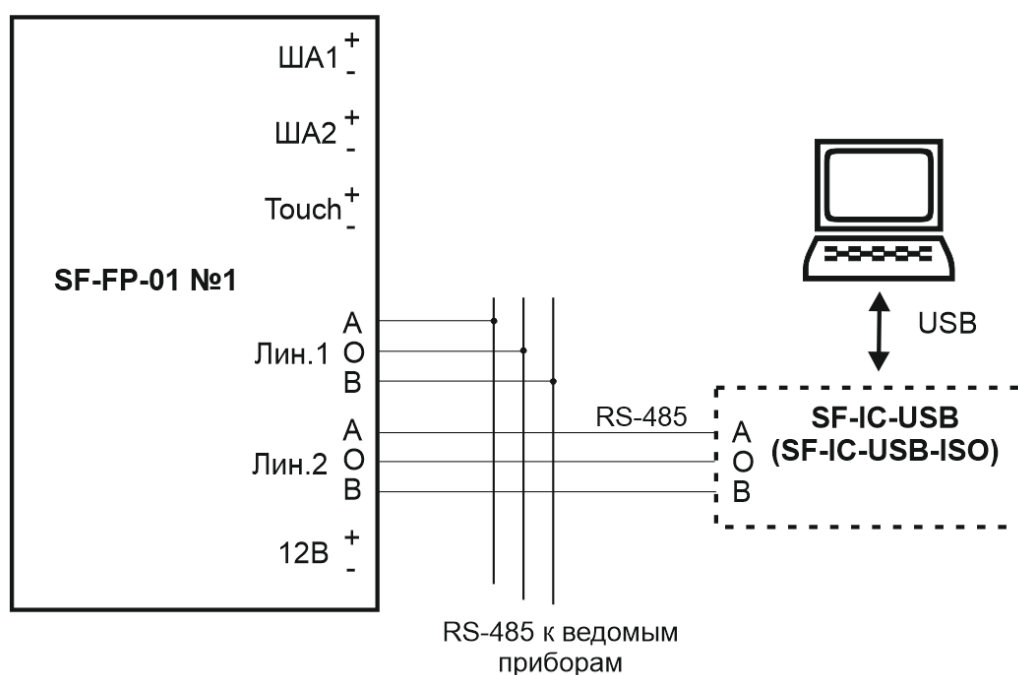 ША1 + -
ША2 + -
Touch + -
SF-FP-01 №1
Лин.1 А О В
Лин.2 А О В
12В + -
RS-485
USB
SF-IC-USB
(SF-IC-USB-ISO)
А
О
В
RS-485 к ведомым
приборам